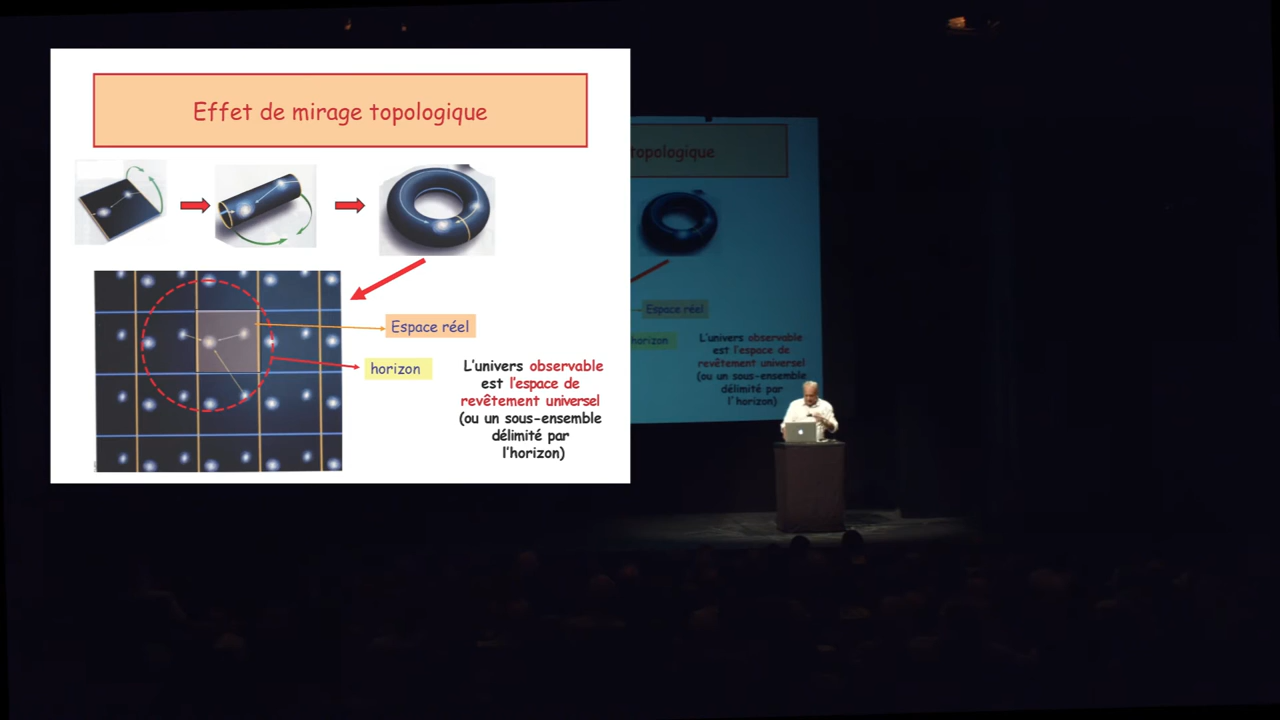 Effet de mirage topologique
Espace réel
horizon
L'univers observable
est l'espace de
revêtement universel
(ou un sous-ensemble
délimité par
l'horizon)
topologique
Espace réel
horizon
L'univers observable
est l'espace de
revêtement universel
(ou un sous-ensemble
délimité par
l'horizon)